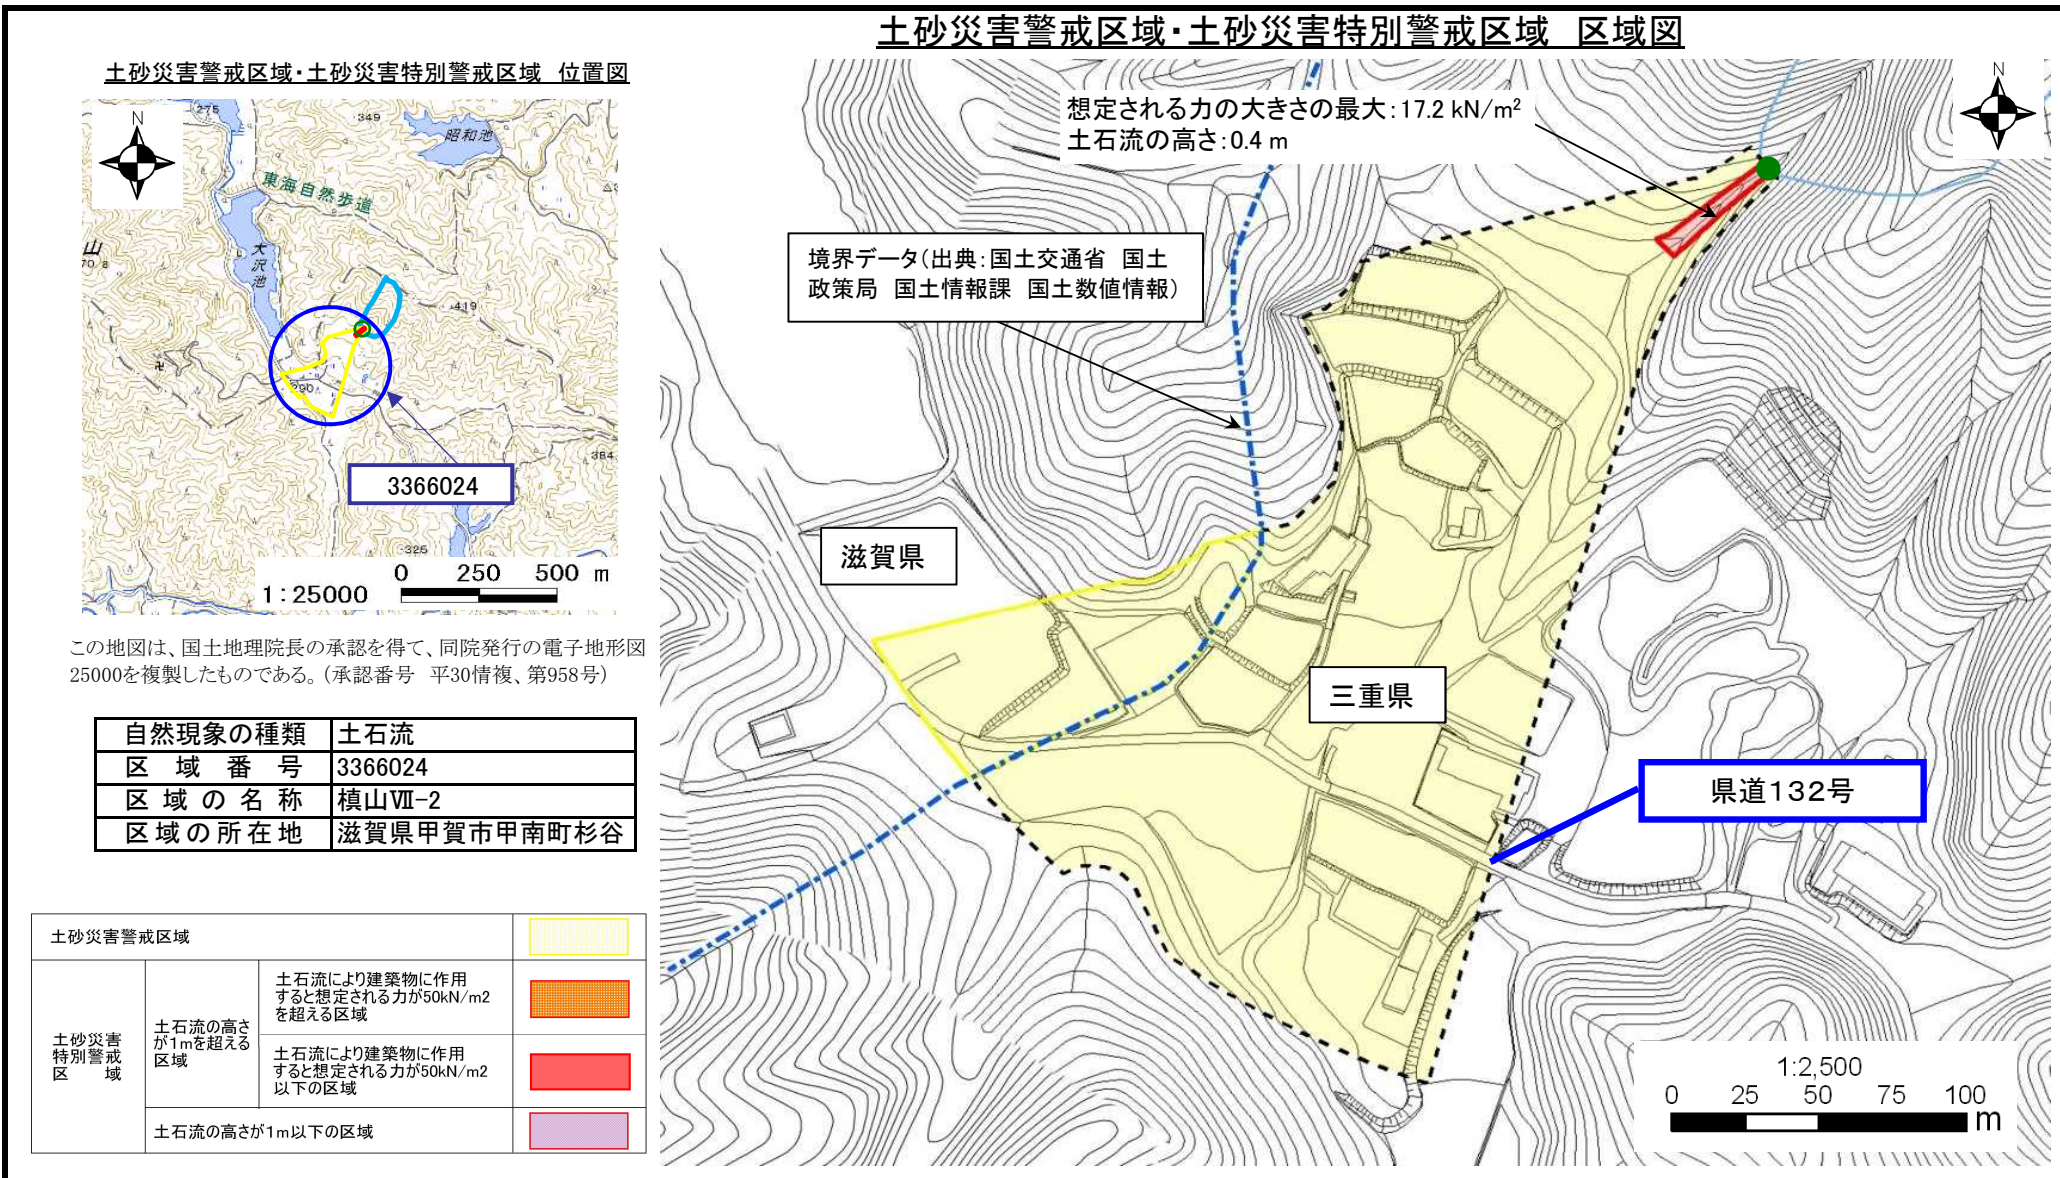 土砂災害警戒区域・土砂災害特別警戒区域　区域図
土砂災害警戒区域・土砂災害特別警戒区域　位置図
N
275
349
昭和池
東海自然歩道
山
大沢池
419
290
384
3366024
325
1:25000
0 250 500 m
この地図は、国土地理院長の承認を得て、同院発行の電子地形図
25000を複製したものである。（承認番号　平30情複、第958号）
自然現象の種類 土石流
区域番号 3366024
区域の名称 槙山Ⅶ-2
区域の所在地 滋賀県甲賀市甲南町杉谷
土砂災害警戒区域
土砂災害
特別警戒
区　　域
土石流の高さ
が1mを超える
区域
土石流により建築物に作用
すると想定される力が50kN/m2
を超える区域
土石流により建築物に作用
すると想定される力が50kN/m2
以下の区域
土石流の高さが1m以下の区域
想定される力の大きさの最大：17.2 kN/m²
土石流の高さ：0.4 m
N
境界データ（出典：国土交通省　国土
政策局　国土情報課　国土数値情報）
滋賀県
三重県
県道132号
1:2,500
0 25 50 75 100
m